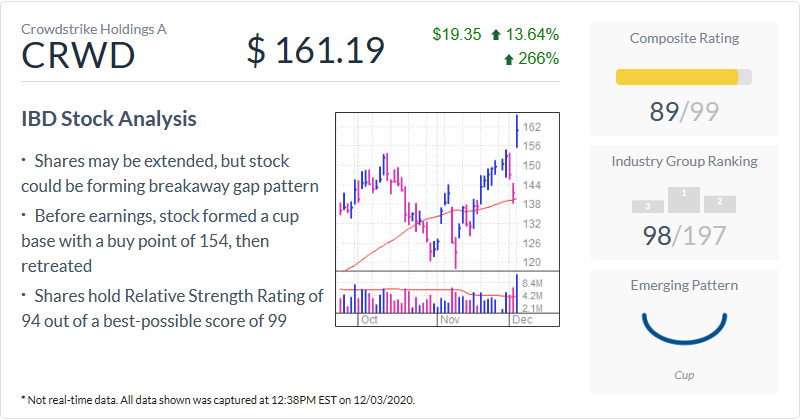 Crowdstrike Holdings A
CRWD
$ 161.19
$19.35 13.64%
266%
IBD Stock Analysis
· Shares may be extended, but stock
could be forming breakaway gap pattern
· Before earnings, stock formed a cup
base with a buy point of 154, then
retreated
· Shares hold Relative Strength Rating of
94 out of a best-possible score of 99
162
156
150
144
138
132
126
120
8.4M
4.2M
2.1M
Oct Nov Dec
Composite Rating
89/99
Industry Group Ranking
3 1 2
98/197
Emerging Pattern
Cup
* Not real-time data. All data shown was captured at 12:38PM EST on 12/03/2020.